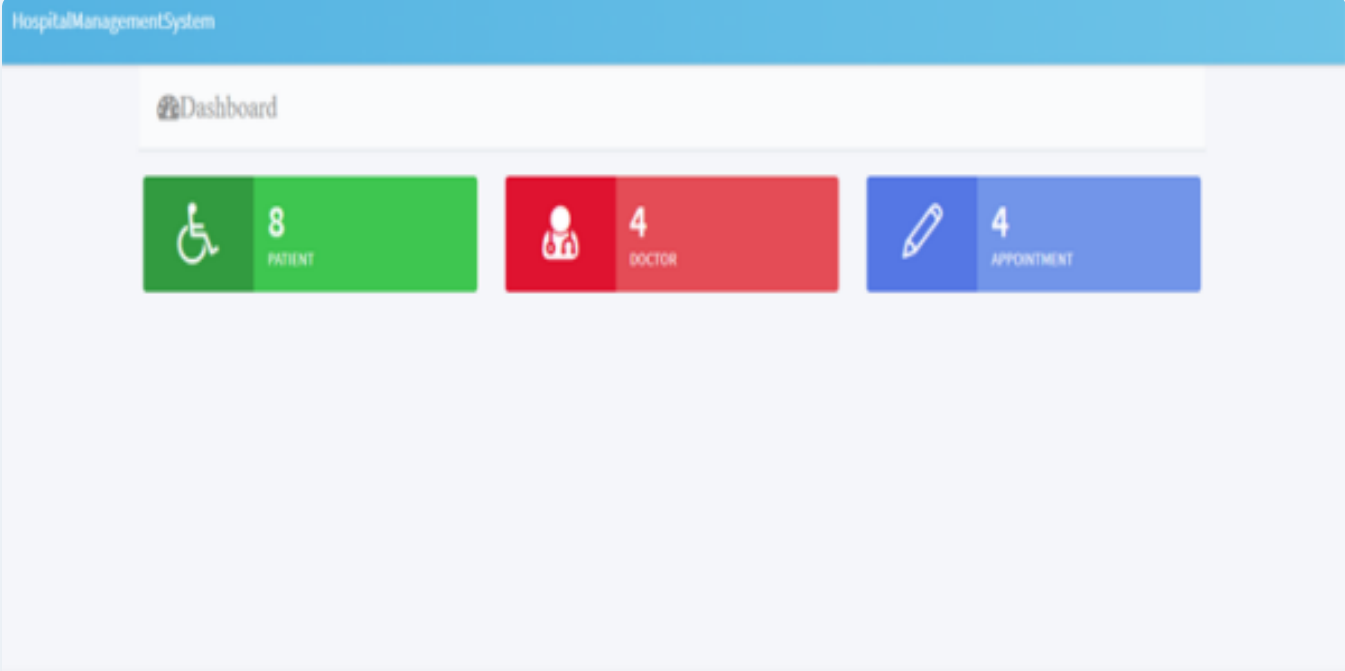 HospitalManagementSystem
Dashboard
8
PATIENT
4
DOCTOR
4
APPOINTMENT